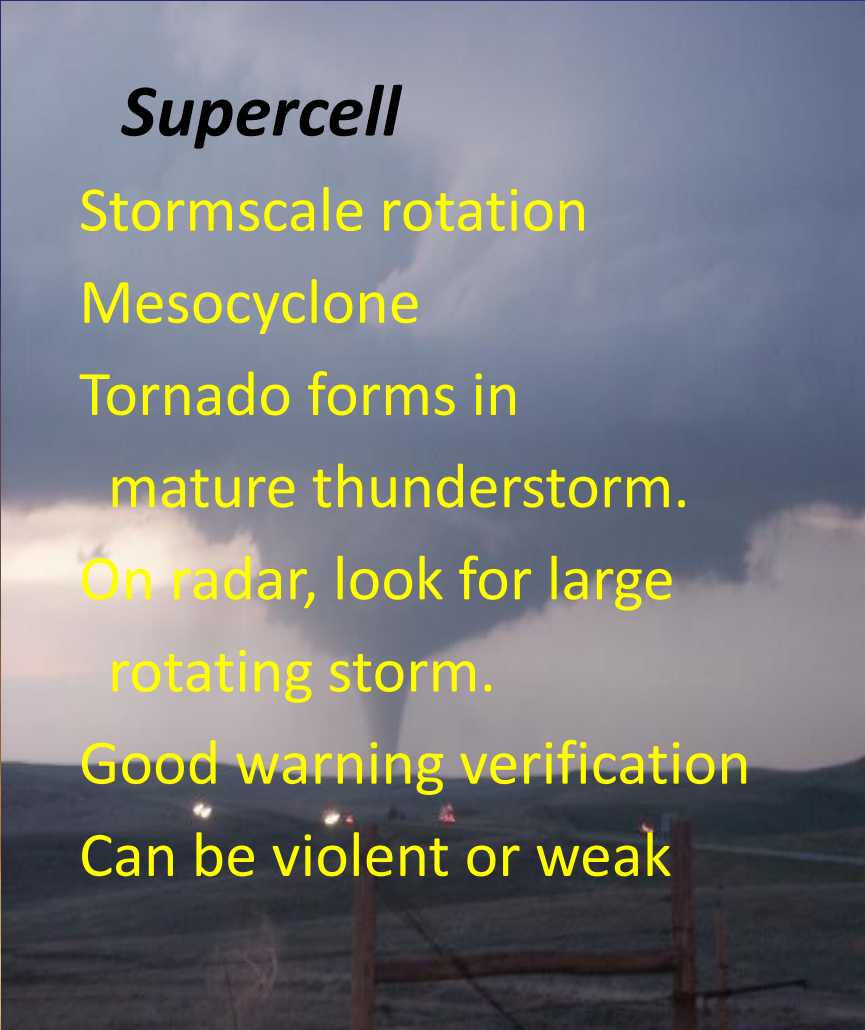 Supercell
Stormscale rotation
Mesocyclone
Tornado forms in
mature thunderstorm.
On radar, look for large
rotating storm.
Good warning verification
Can be violent or weak